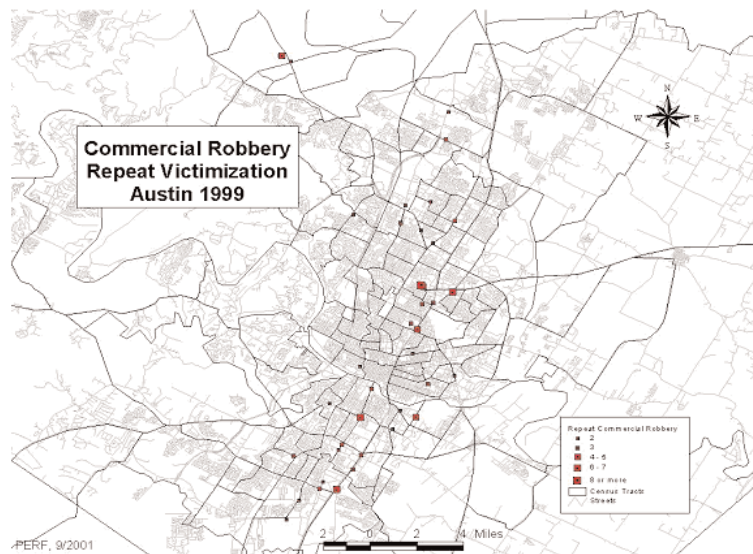 N
W E
S
Commercial Robbery
Repeat Victimization
Austin 1999
Repeat Commercial Robbery
2
3
4 - 5
6 - 7
8 or more
Census Tracts
Streets
PERF, 9/2001
2 0 2 4 Miles